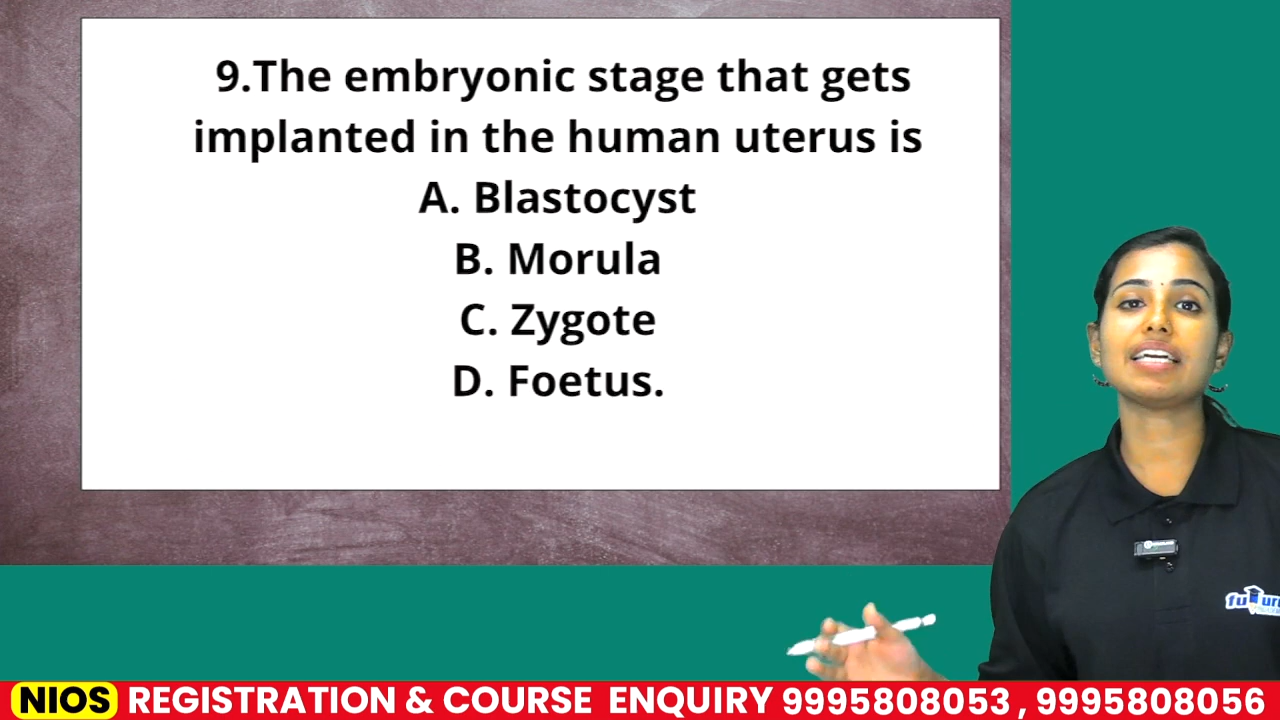 9.The embryonic stage that gets
implanted in the human uterus is
A. Blastocyst
B. Morula
C. Zygote
D. Foetus.
NIOS REGISTRATION & COURSE ENQUIRY 9995808053 , 9995808056